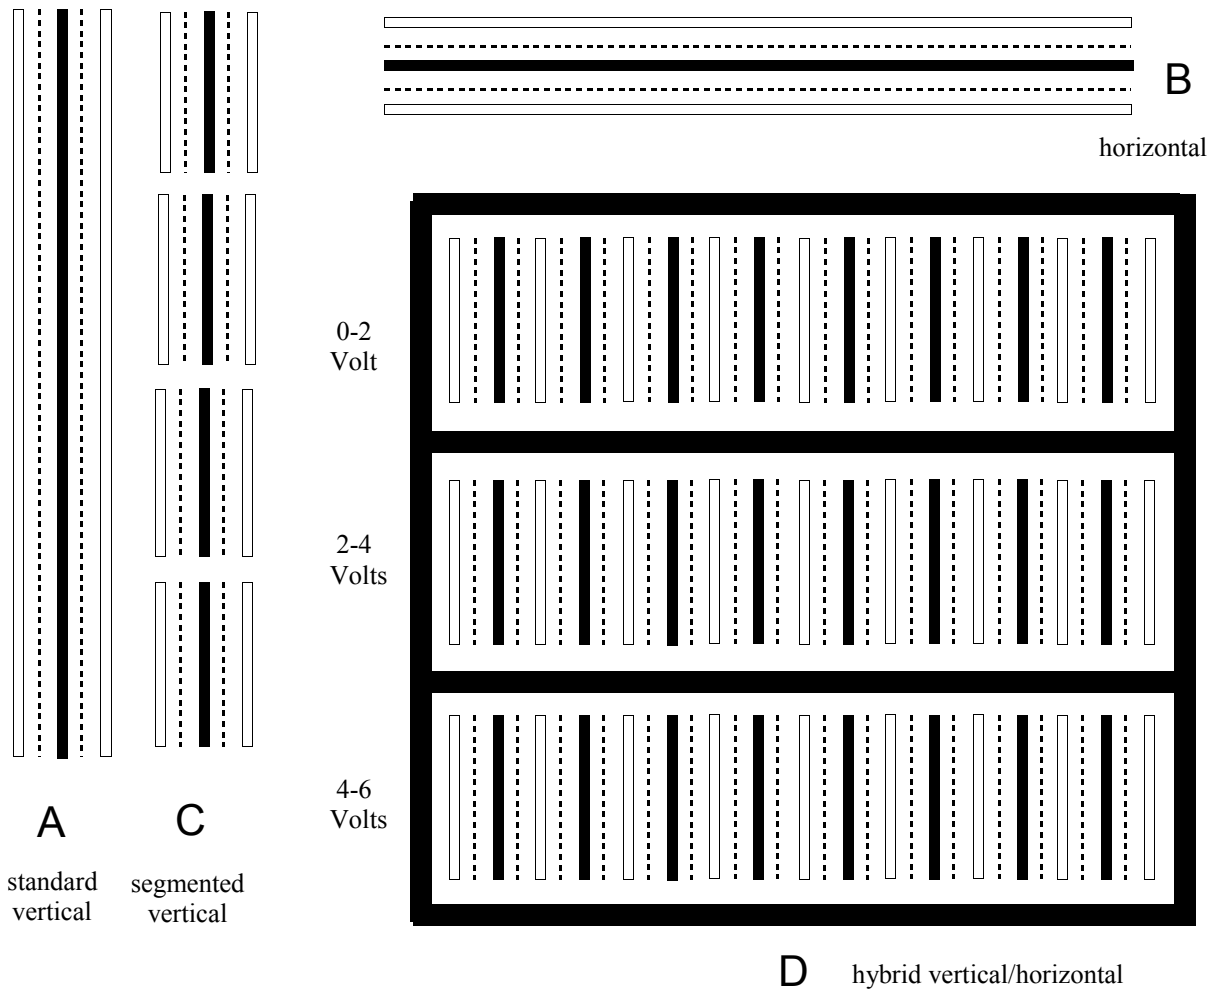 B
horizontal
0-2
Volt
2-4
Volts
4-6
Volts
A
C
standard
vertical
segmented
vertical
D
hybrid vertical/horizontal